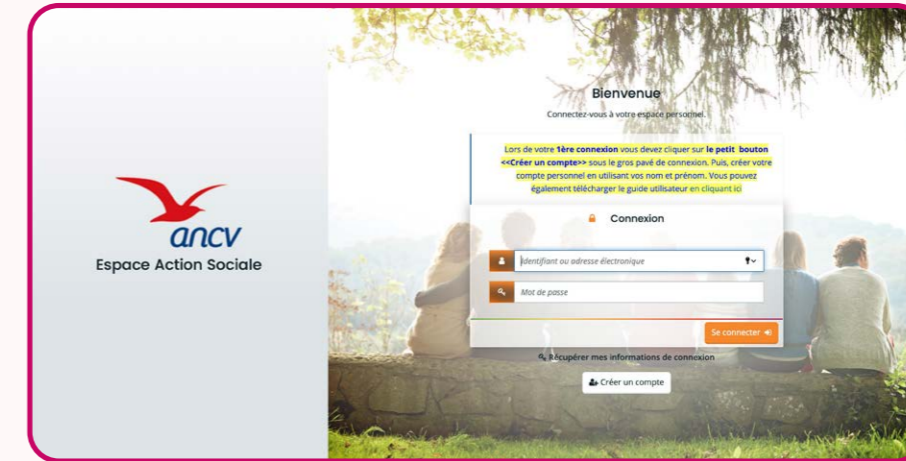 ancv
Espace Action Sociale
Bienvenue
Connectez-vous à votre espace personnel.
Lors de votre 1ère connexion vous devez cliquer sur le petit bouton
<<Créer un compte>> sous le gros pavé de connexion. Puis, créer votre
compte personnel en utilisant vos nom et prénom. Vous pouvez
également télécharger le guide utilisateur en cliquant ici
Connexion
Identifiant ou adresse électronique
Mot de passe
Se connecter
Récupérer mes informations de connexion
Créer un compte